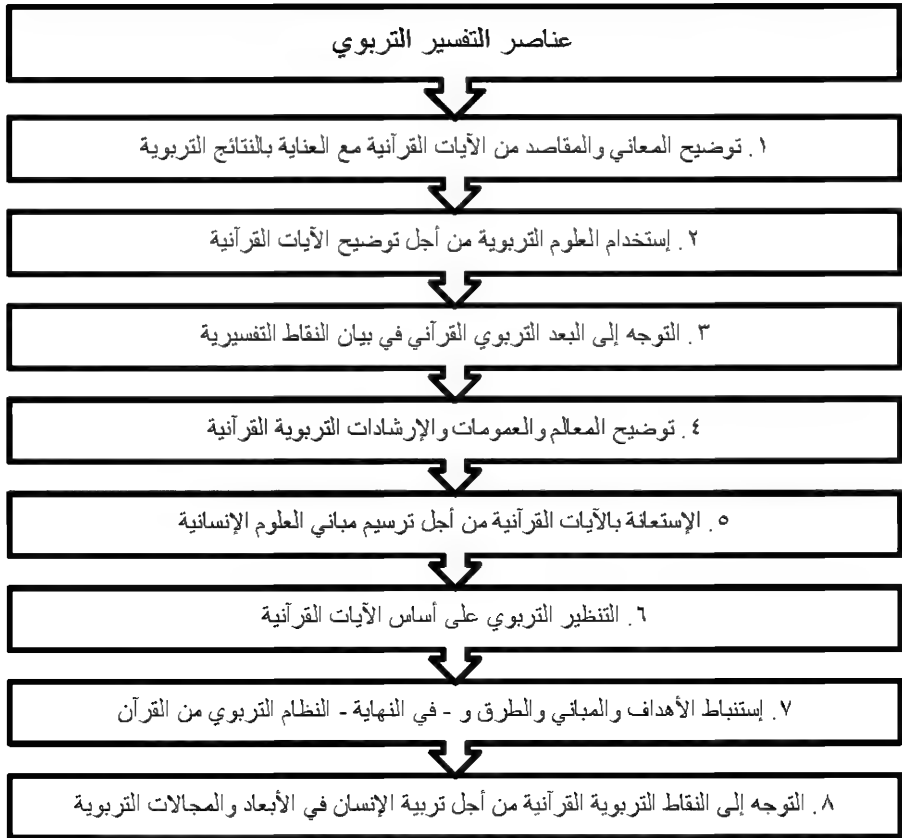 عناصر التفسير التربوي
١. توضيح المعاني والمقاصد من الآيات القرآنية مع العناية بالنتائج التربوية
٢. إستخدام العلوم التربوية من أجل توضيح الآيات القرآنية
٣. التوجه إلى البعد التربوي القرآني في بيان النقاط التفسيرية
٤. توضيح المعالم والعمومات والإرشادات التربوية القرآنية
٥. الإستعانة بالآيات القرآنية من أجل ترسيم مباني العلوم الإنسانية
٦. التنظير التربوي على أساس الآيات القرآنية
٧. إستنباط الأهداف والمباني والطرق و - في النهاية - النظام التربوي من القرآن
٨. التوجه إلى النقاط التربوية القرآنية من أجل تربية الإنسان في الأبعاد والمجالات التربوية